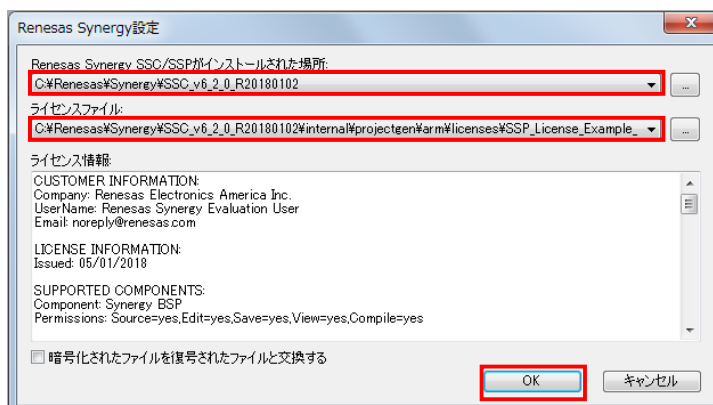 Renesas Synergy設定
x
Renesas Synergy SSC/SSPがインストールされた場所:
C:¥Renesas¥Synergy¥SSC_v6_2_0_R20180102
...
ライセンスファイル:
C:¥Renesas¥Synergy¥SSC_v6_2_0_R20180102¥internal¥projectgen¥arm¥licenses¥SSP_License_Example_
...
ライセンス情報:
CUSTOMER INFORMATION:
Company: Renesas Electronics America Inc.
UserName: Renesas Synergy Evaluation User
Email: noreply@renesas.com
LICENSE INFORMATION:
Issued: 05/01/2018
SUPPORTED COMPONENTS:
Component: Synergy BSP
Permissions: Source=yes,Edit=yes,Save=yes,View=yes,Compile=yes
暗号化されたファイルを復号されたファイルと交換する
OK
キャンセル